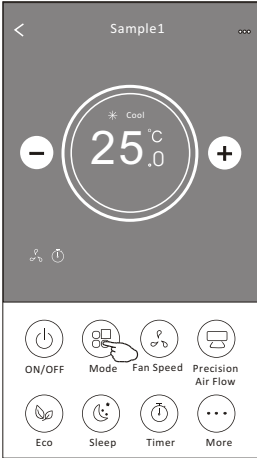 Sample1
Cool
25.0°C
ON/OFF
Mode
Fan Speed
Precision
Air Flow
Eco
Sleep
Timer
More